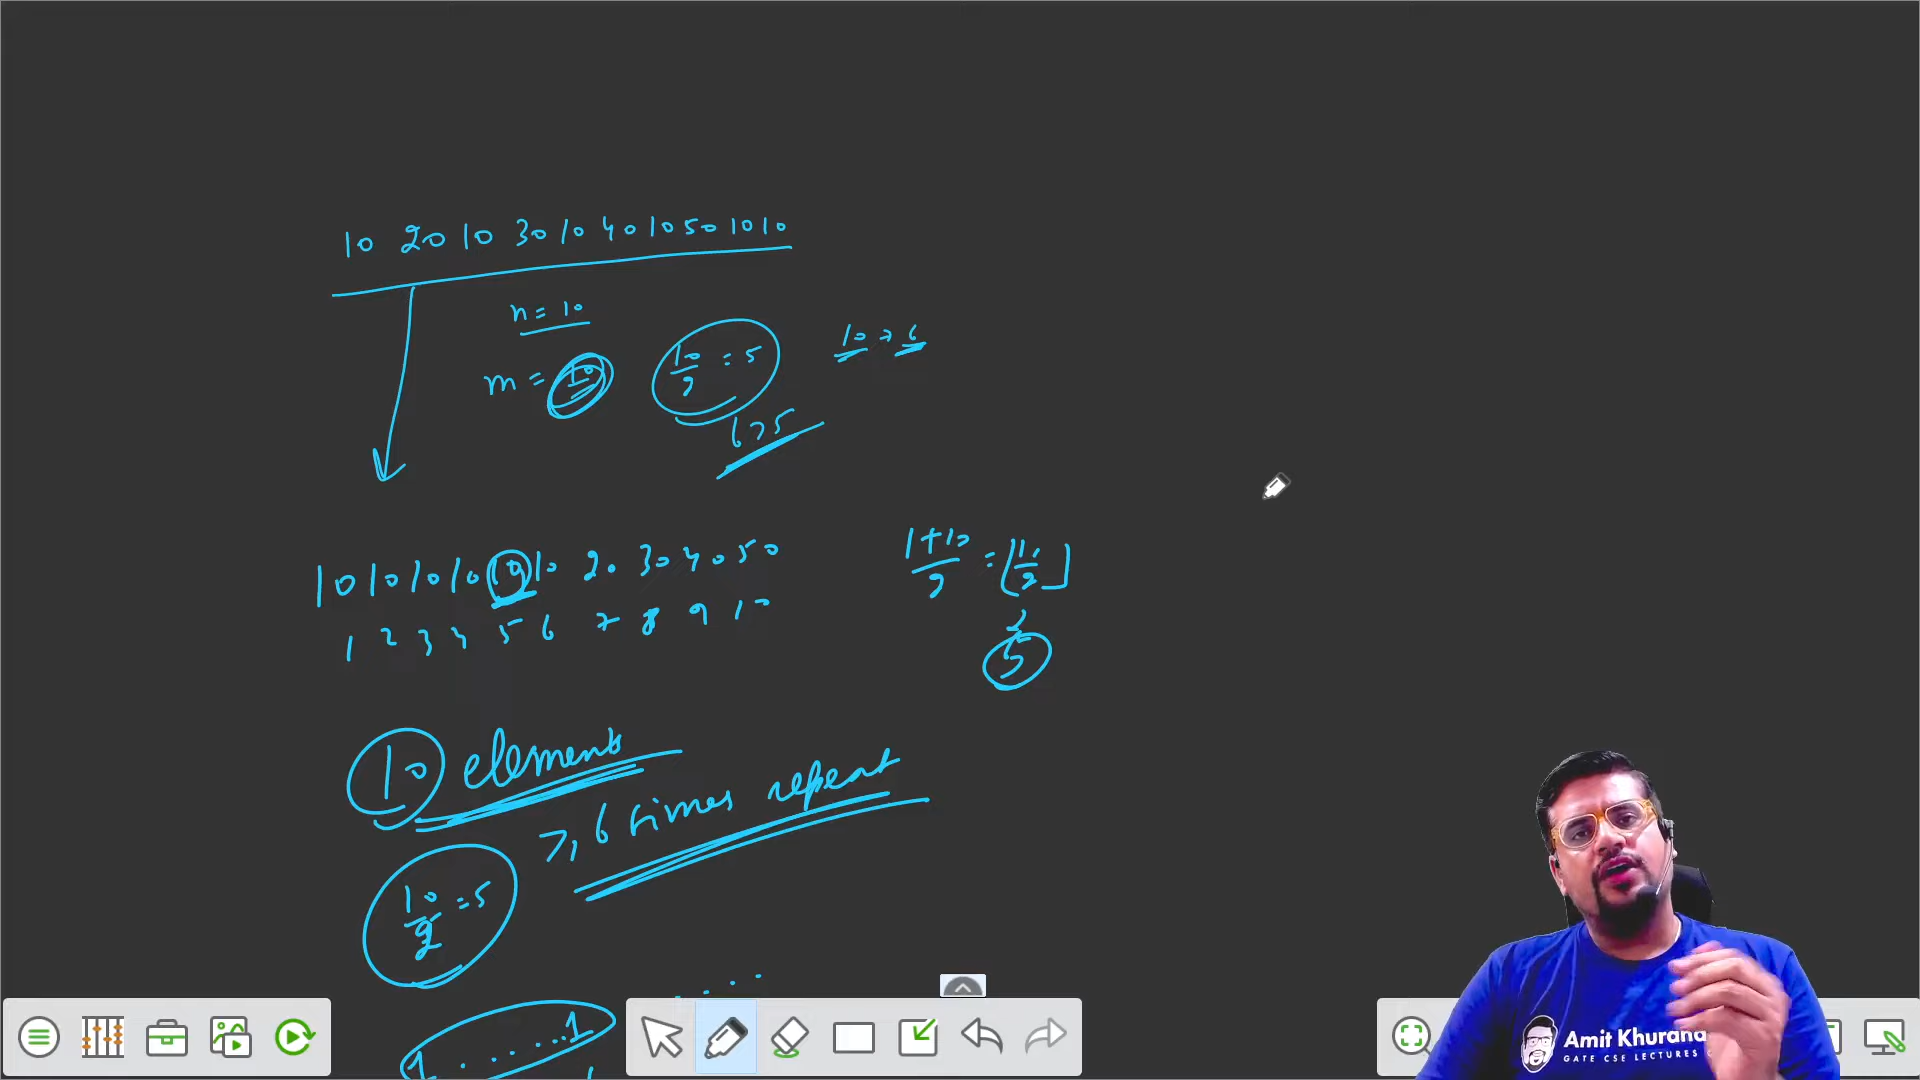 10 20 10 30 10 40 10 50 10 10
n = 10
m = 10
10/2 = 5
10 → 6
6 > 5
10 10 10 10 10 10 20 30 40 50
1 2 3 4 5 6 7 8 9 10
1+10/2 = ⌊11/2⌋
5
10 elements
≥ 6 times repeat
10/2 = 5
1 ...... 1
Amit Khurana
GATE CSE LECTURES